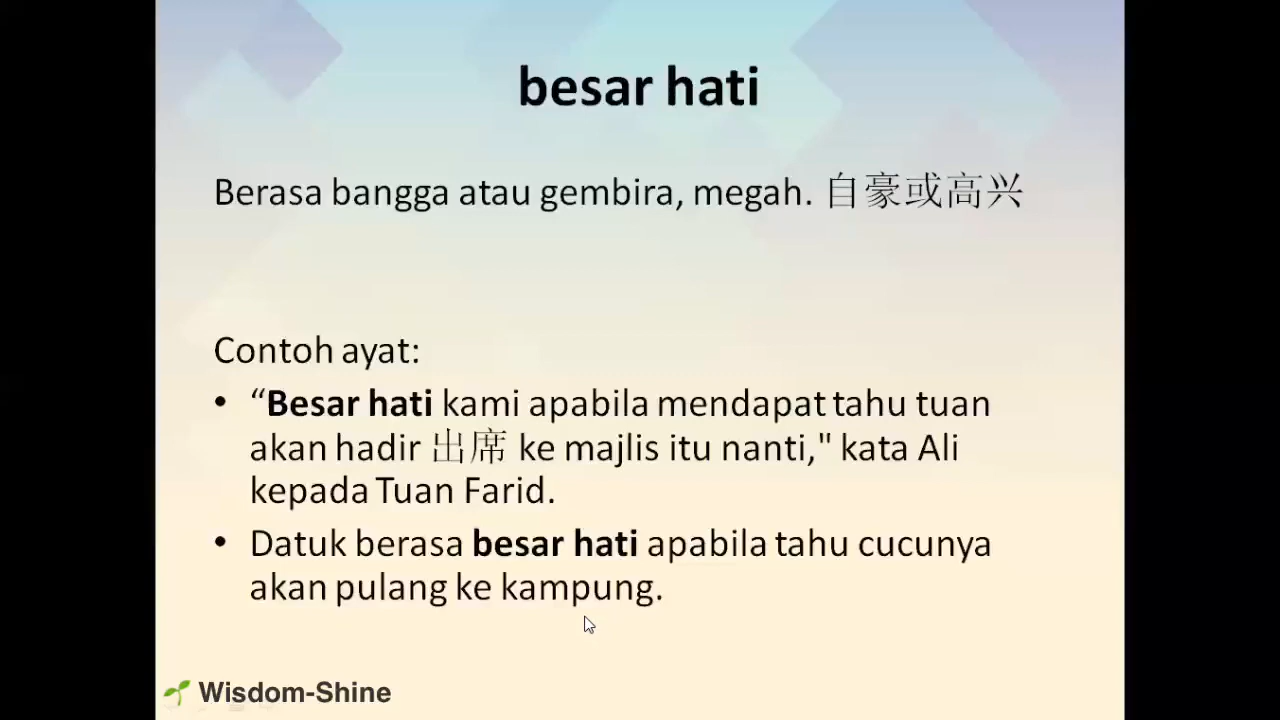 besar hati
Berasa bangga atau gembira, megah. 自豪或高兴
Contoh ayat:
• “Besar hati kami apabila mendapat tahu tuan
akan hadir 出席 ke majlis itu nanti," kata Ali
kepada Tuan Farid.
• Datuk berasa besar hati apabila tahu cucunya
akan pulang ke kampung.
Wisdom-Shine